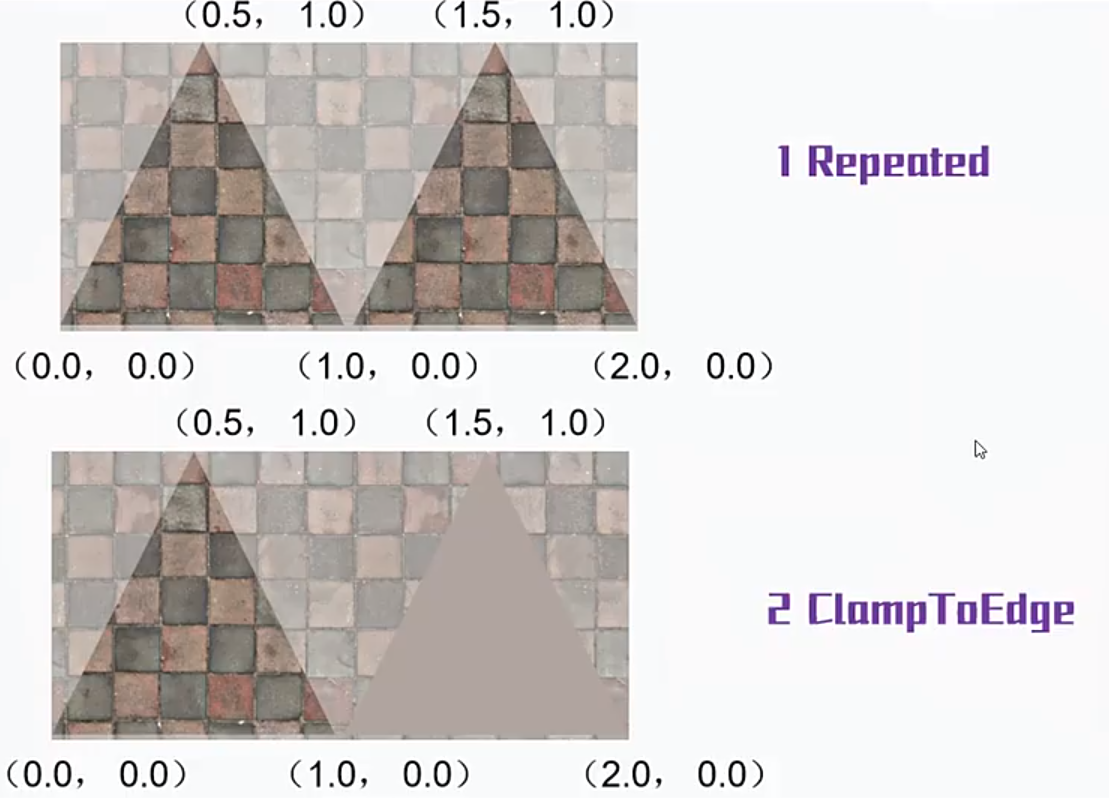 （0.5， 1.0） （1.5， 1.0）
1 Repeated
（0.0， 0.0） （1.0， 0.0） （2.0， 0.0）
（0.5， 1.0） （1.5， 1.0）
2 ClampToEdge
（0.0， 0.0） （1.0， 0.0） （2.0， 0.0）